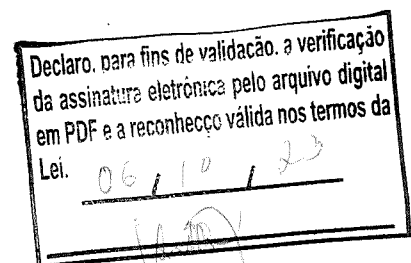 Declaro, para fins de validação, a verificação
da assinatura eletrônica pelo arquivo digital
em PDF e a reconhecço válida nos termos da
Lei. 06 / 10 / 23